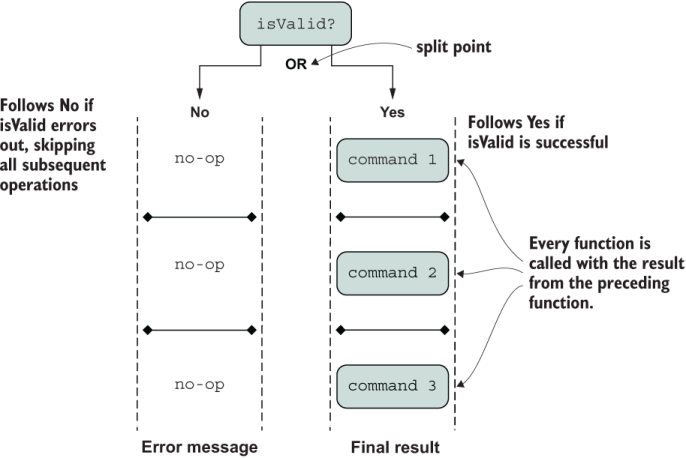 isValid?
split point
OR
No
Yes
Follows No if
isValid errors
out, skipping
all subsequent
operations
Follows Yes if
isValid is successful
no-op
command 1
no-op
command 2
Every function is
called with the result
from the preceding
function.
no-op
command 3
Error message
Final result